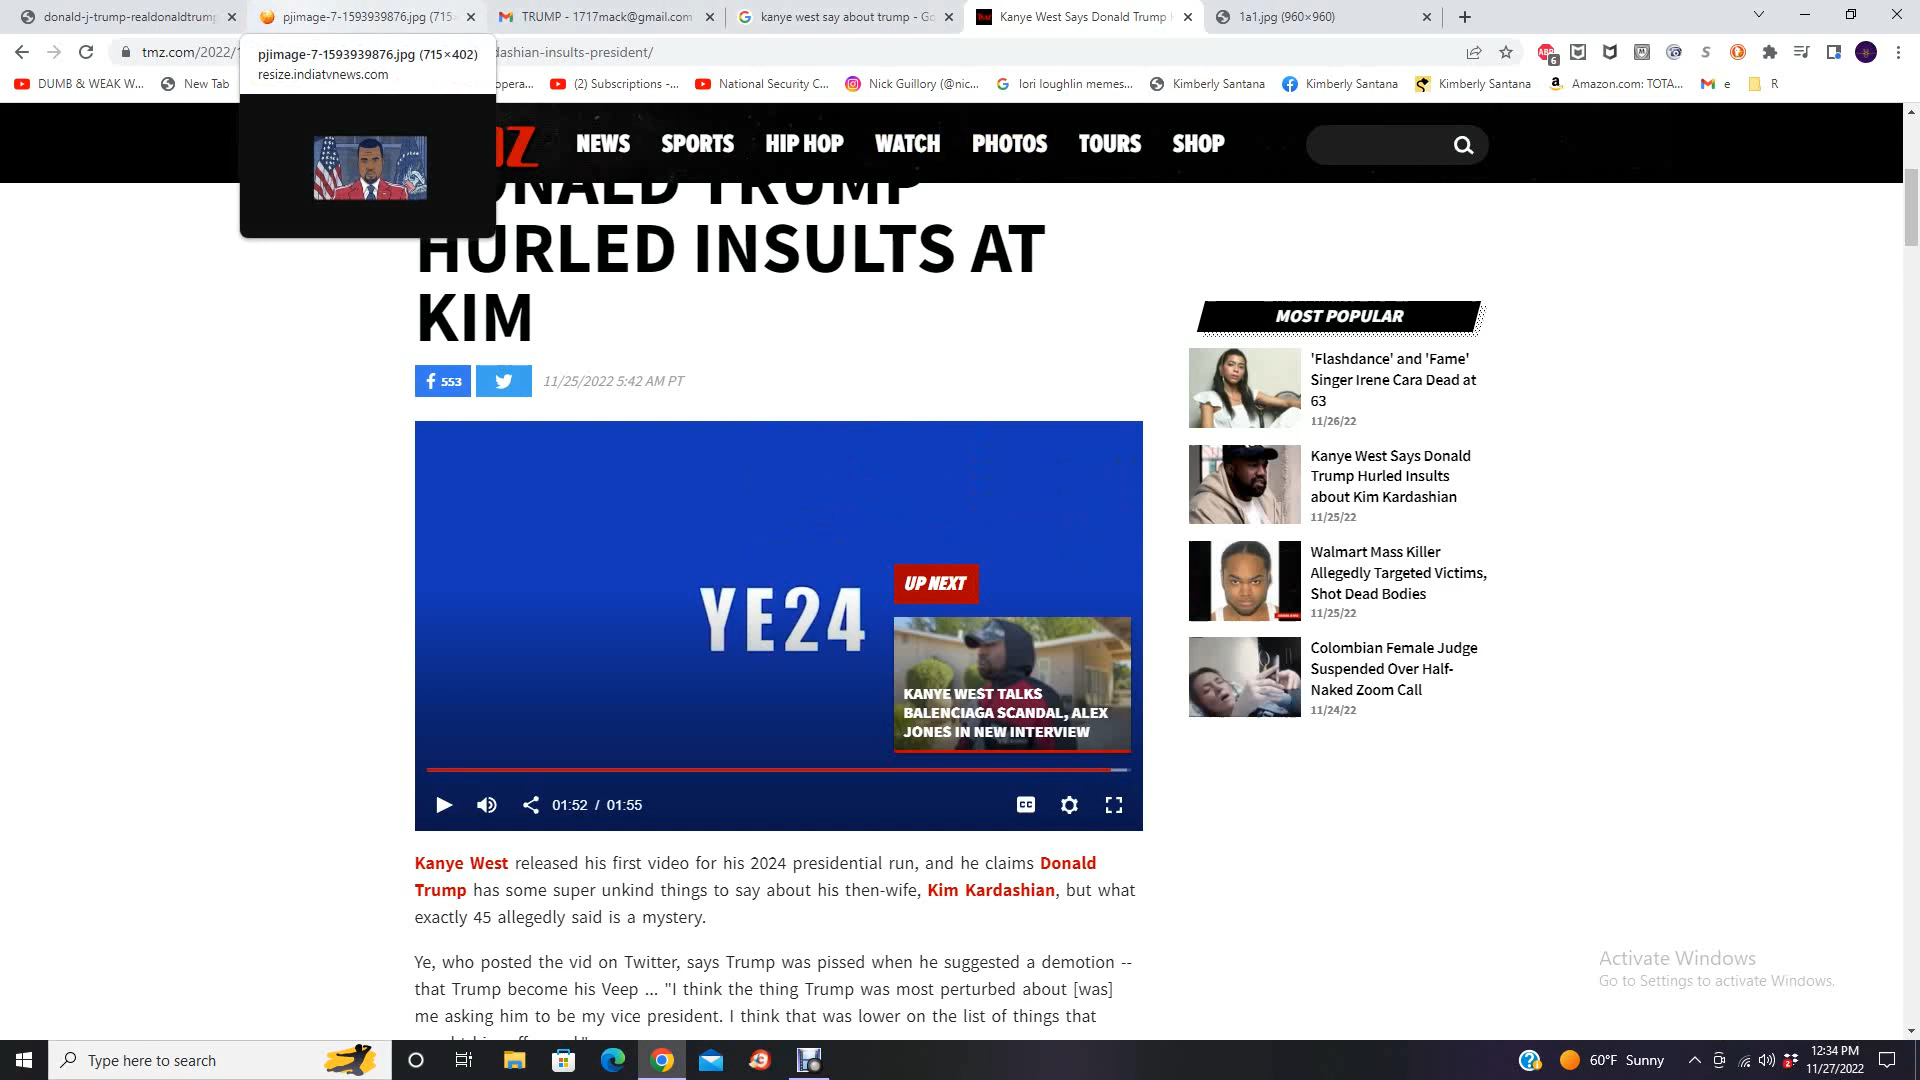 donald-j-trump-realdonaldtrump
pjimage-7-1593939876.jpg (715×
TRUMP - 1717mack@gmail.com
kanye west say about trump - Go
Kanye West Says Donald Trump
1a1.jpg (960×960)
tmz.com/2022/1
dashian-insults-president/
pjimage-7-1593939876.jpg (715×402)
resize.indiatvnews.com
DUMB & WEAK W...
New Tab
opera...
(2) Subscriptions -...
National Security C...
Nick Guillory (@nic...
lori loughlin memes...
Kimberly Santana
Kimberly Santana
Kimberly Santana
Amazon.com: TOTA...
e
R
NEWS
SPORTS
HIP HOP
WATCH
PHOTOS
TOURS
SHOP
DONALD TRUMP
HURLED INSULTS AT
KIM
553
11/25/2022 5:42 AM PT
YE24
UP NEXT
KANYE WEST TALKS
BALENCIAGA SCANDAL, ALEX
JONES IN NEW INTERVIEW
01:52 / 01:55
CC
Kanye West released his first video for his 2024 presidential run, and he claims Donald
Trump has some super unkind things to say about his then-wife, Kim Kardashian, but what
exactly 45 allegedly said is a mystery.
Ye, who posted the vid on Twitter, says Trump was pissed when he suggested a demotion --
that Trump become his Veep ... "I think the thing Trump was most perturbed about [was]
me asking him to be my vice president. I think that was lower on the list of things that
MOST POPULAR
'Flashdance' and 'Fame'
Singer Irene Cara Dead at
63
11/26/22
Kanye West Says Donald
Trump Hurled Insults
about Kim Kardashian
11/25/22
Walmart Mass Killer
Allegedly Targeted Victims,
Shot Dead Bodies
11/25/22
Colombian Female Judge
Suspended Over Half-
Naked Zoom Call
11/24/22
Activate Windows
Go to Settings to activate Windows.
Type here to search
60°F Sunny
12:34 PM
11/27/2022